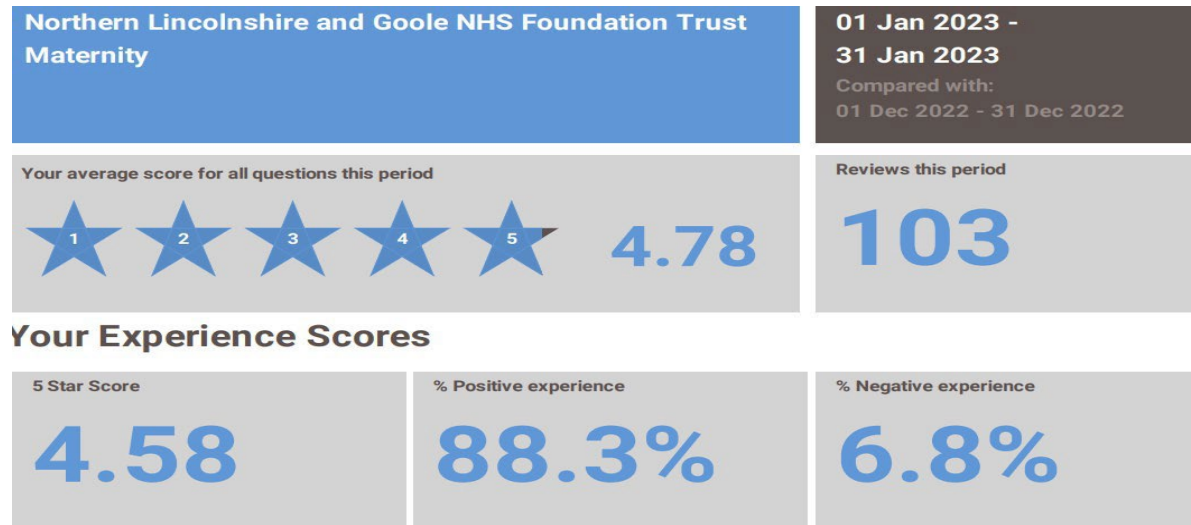 Northern Lincolnshire and Goole NHS Foundation Trust
Maternity
01 Jan 2023 -
31 Jan 2023
Compared with:
01 Dec 2022 - 31 Dec 2022
Your average score for all questions this period
1 2 3 4 5 4.78
Reviews this period
103
Your Experience Scores
5 Star Score
4.58
% Positive experience
88.3%
% Negative experience
6.8%